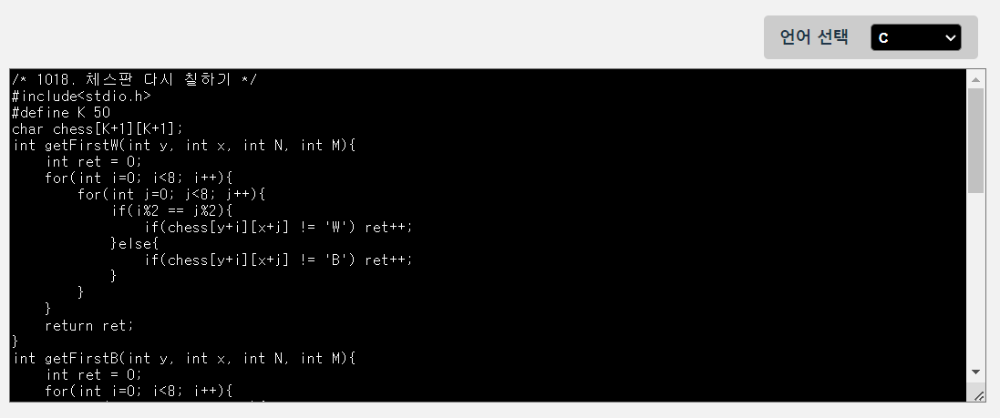 언어 선택 C
/* 1018. 체스판 다시 칠하기 */
#include<stdio.h>
#define K 50
char chess[K+1][K+1];
int getFirstW(int y, int x, int N, int M){
    int ret = 0;
    for(int i=0; i<8; i++){
        for(int j=0; j<8; j++){
            if(i%2 == j%2){
                if(chess[y+i][x+j] != 'W') ret++;
            }else{
                if(chess[y+i][x+j] != 'B') ret++;
            }
        }
    }
    return ret;
}
int getFirstB(int y, int x, int N, int M){
    int ret = 0;
    for(int i=0; i<8; i++){